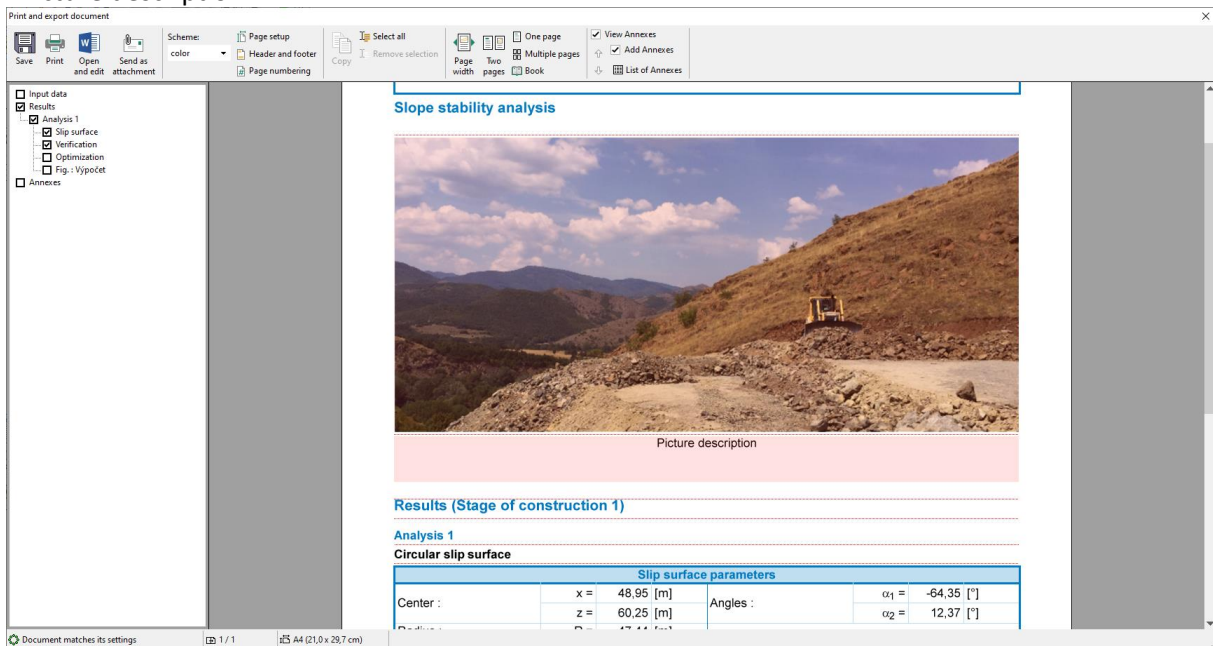 Print and export document
Save
Print
Open and edit
Send as attachment
Scheme:
color
Page setup
Header and footer
Page numbering
Copy
Select all
Remove selection
Page width
Two pages
One page
Multiple pages
Book
View Annexes
Add Annexes
List of Annexes
Input data
Results
Analysis 1
Slip surface
Verification
Optimization
Fig. : Výpočet
Annexes
Slope stability analysis
Picture description
Results (Stage of construction 1)
Analysis 1
Circular slip surface
Slip surface parameters
Center : x = 48,95 [m] Angles : α1 = -64,35 [°]
z = 60,25 [m] α2 = 12,37 [°]
Document matches its settings 1 / 1 A4 (21,0 x 29,7 cm)